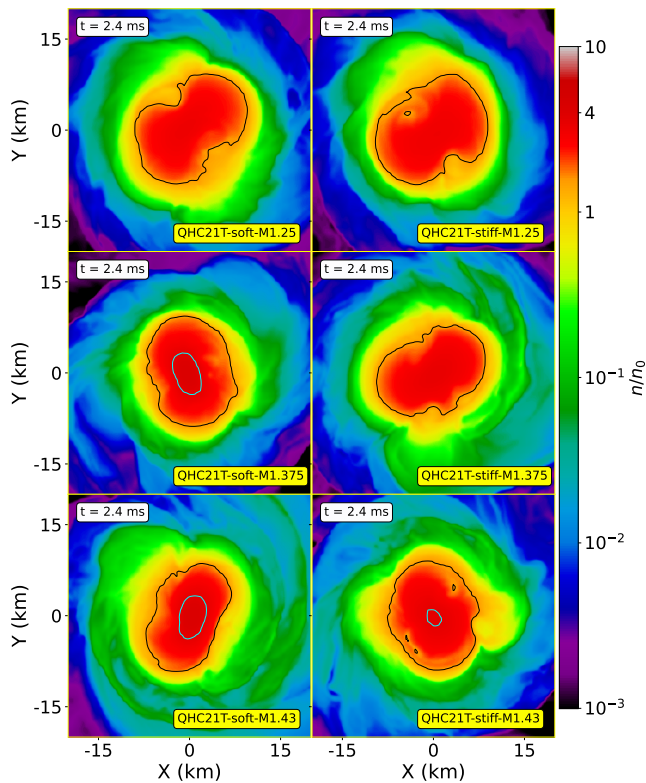 t = 2.4 ms
t = 2.4 ms
15
0
-15
Y (km)
QHC21T-soft-M1.25
QHC21T-stiff-M1.25
t = 2.4 ms
t = 2.4 ms
15
0
-15
Y (km)
QHC21T-soft-M1.375
QHC21T-stiff-M1.375
t = 2.4 ms
t = 2.4 ms
15
0
-15
Y (km)
QHC21T-soft-M1.43
QHC21T-stiff-M1.43
-15 0 15
-15 0 15
X (km)
X (km)
10
4
1
10⁻¹
10⁻²
10⁻³
n/n₀